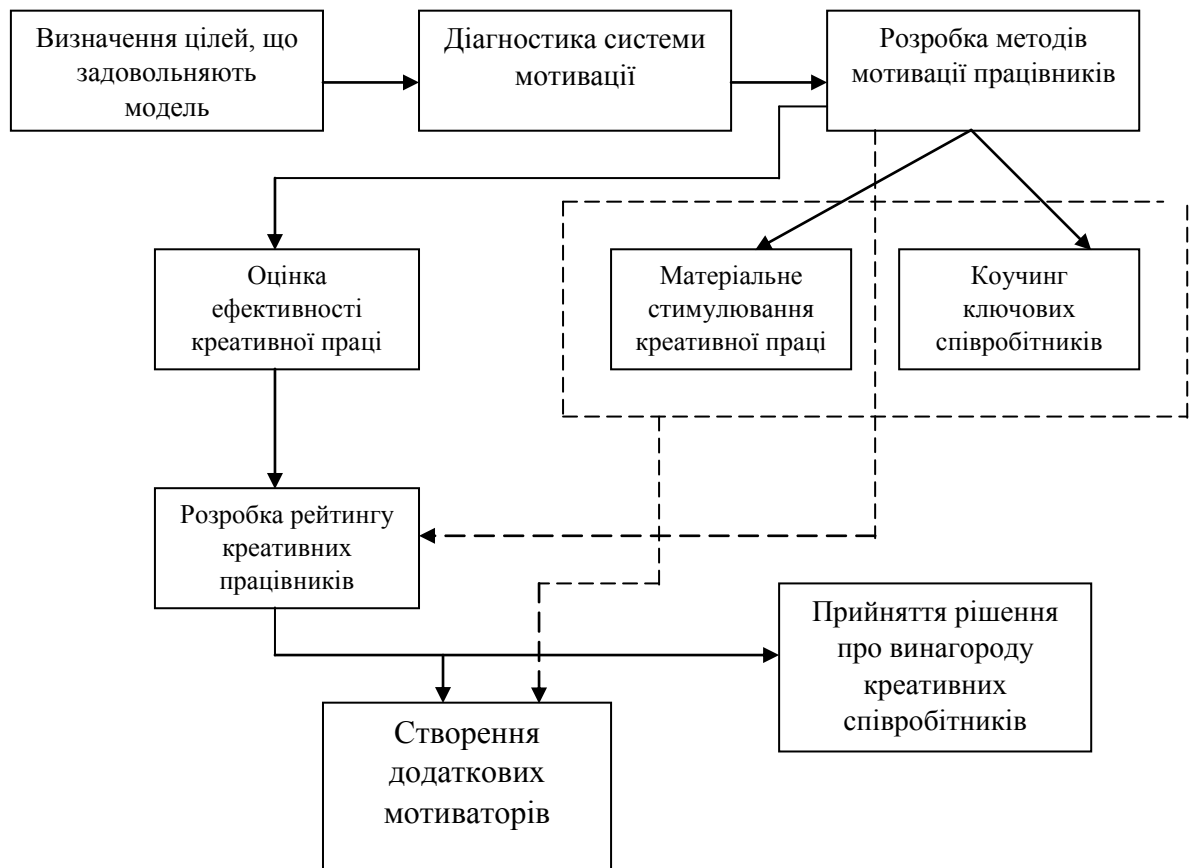 Визначення цілей, що
задовольняють
модель
Діагностика системи
мотивації
Розробка методів
мотивації працівників
Оцінка
ефективності
креативної праці
Матеріальне
стимулювання
креативної праці
Коучинг
ключових
співробітників
Розробка рейтингу
креативних
працівників
Прийняття рішення
про винагороду
креативних
співробітників
Створення
додаткових
мотиваторів